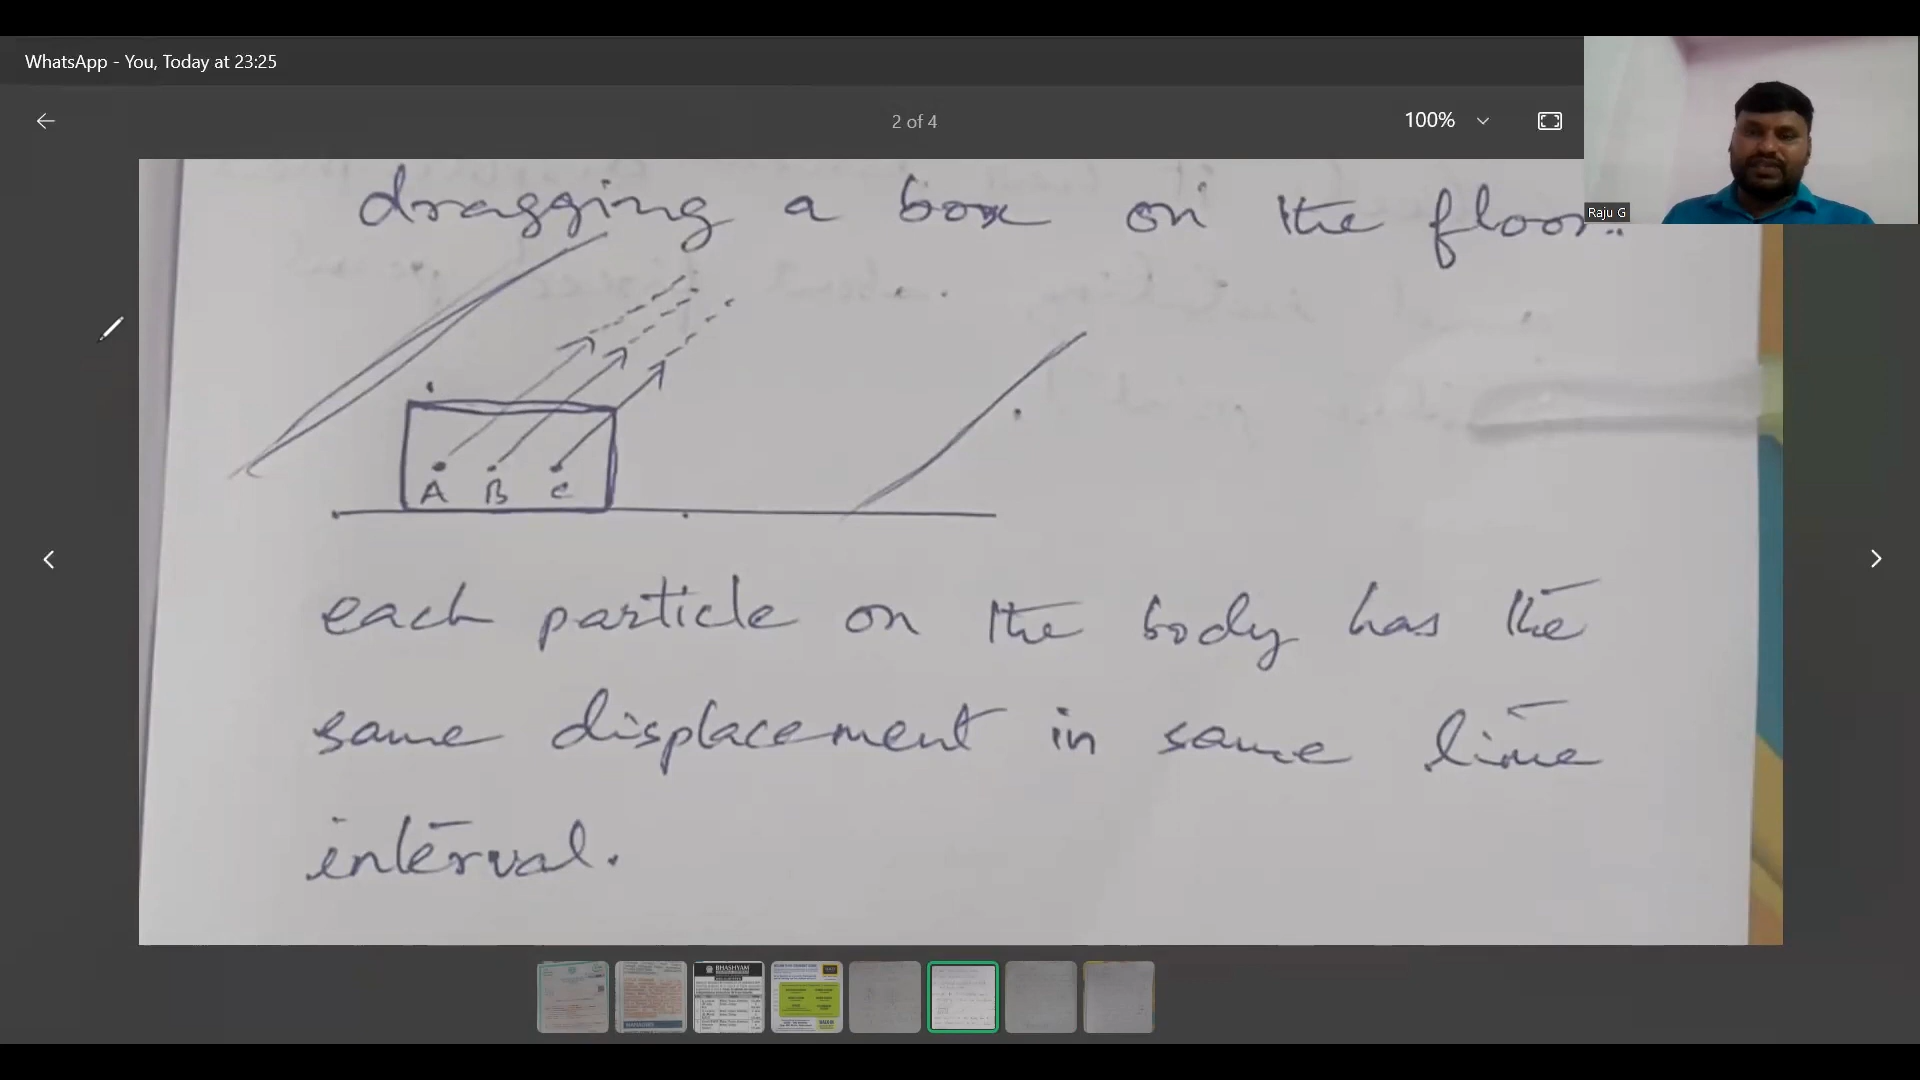 WhatsApp - You, Today at 23:25
2 of 4
100%
Raju G
dragging a box on the floor.
A B C
each particle on the body has the
same displacement in same time
interval.
BHASHYAM